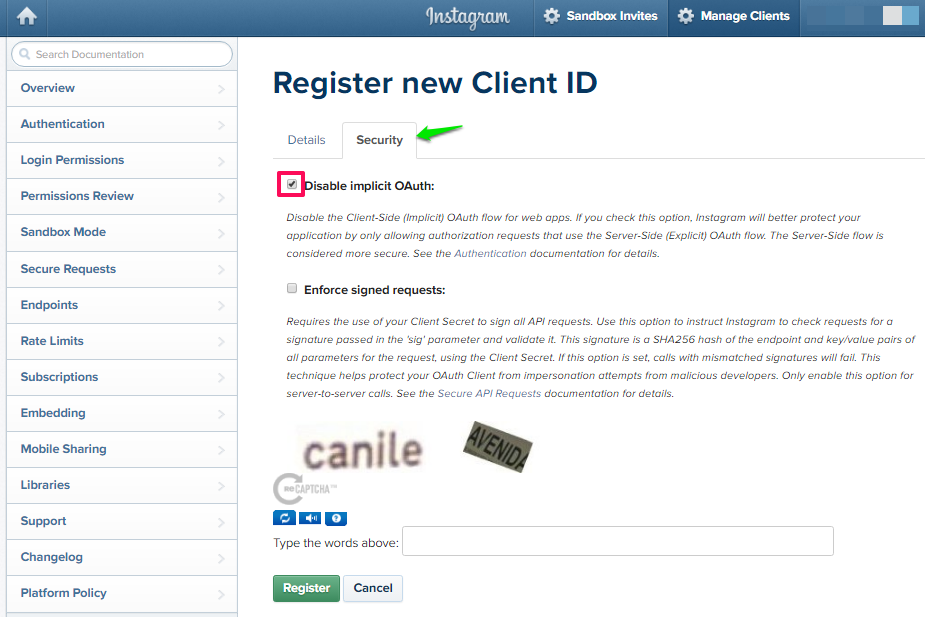 Instagram
Sandbox Invites
Manage Clients
Search Documentation
Overview
Authentication
Login Permissions
Permissions Review
Sandbox Mode
Secure Requests
Endpoints
Rate Limits
Subscriptions
Embedding
Mobile Sharing
Libraries
Support
Changelog
Platform Policy
Register new Client ID
Details
Security
Disable implicit OAuth:
Disable the Client-Side (Implicit) OAuth flow for web apps. If you check this option, Instagram will better protect your
application by only allowing authorization requests that use the Server-Side (Explicit) OAuth flow. The Server-Side flow is
considered more secure. See the Authentication documentation for details.
Enforce signed requests:
Requires the use of your Client Secret to sign all API requests. Use this option to instruct Instagram to check requests for a
signature passed in the 'sig' parameter and validate it. This signature is a SHA256 hash of the endpoint and key/value pairs of
all parameters for the request, using the Client Secret. If this option is set, calls with mismatched signatures will fail. This
technique helps protect your OAuth Client from impersonation attempts from malicious developers. Only enable this option for
server-to-server calls. See the Secure API Requests documentation for details.
canile
AVENIDA
reCAPTCHA™
Type the words above:
Register
Cancel